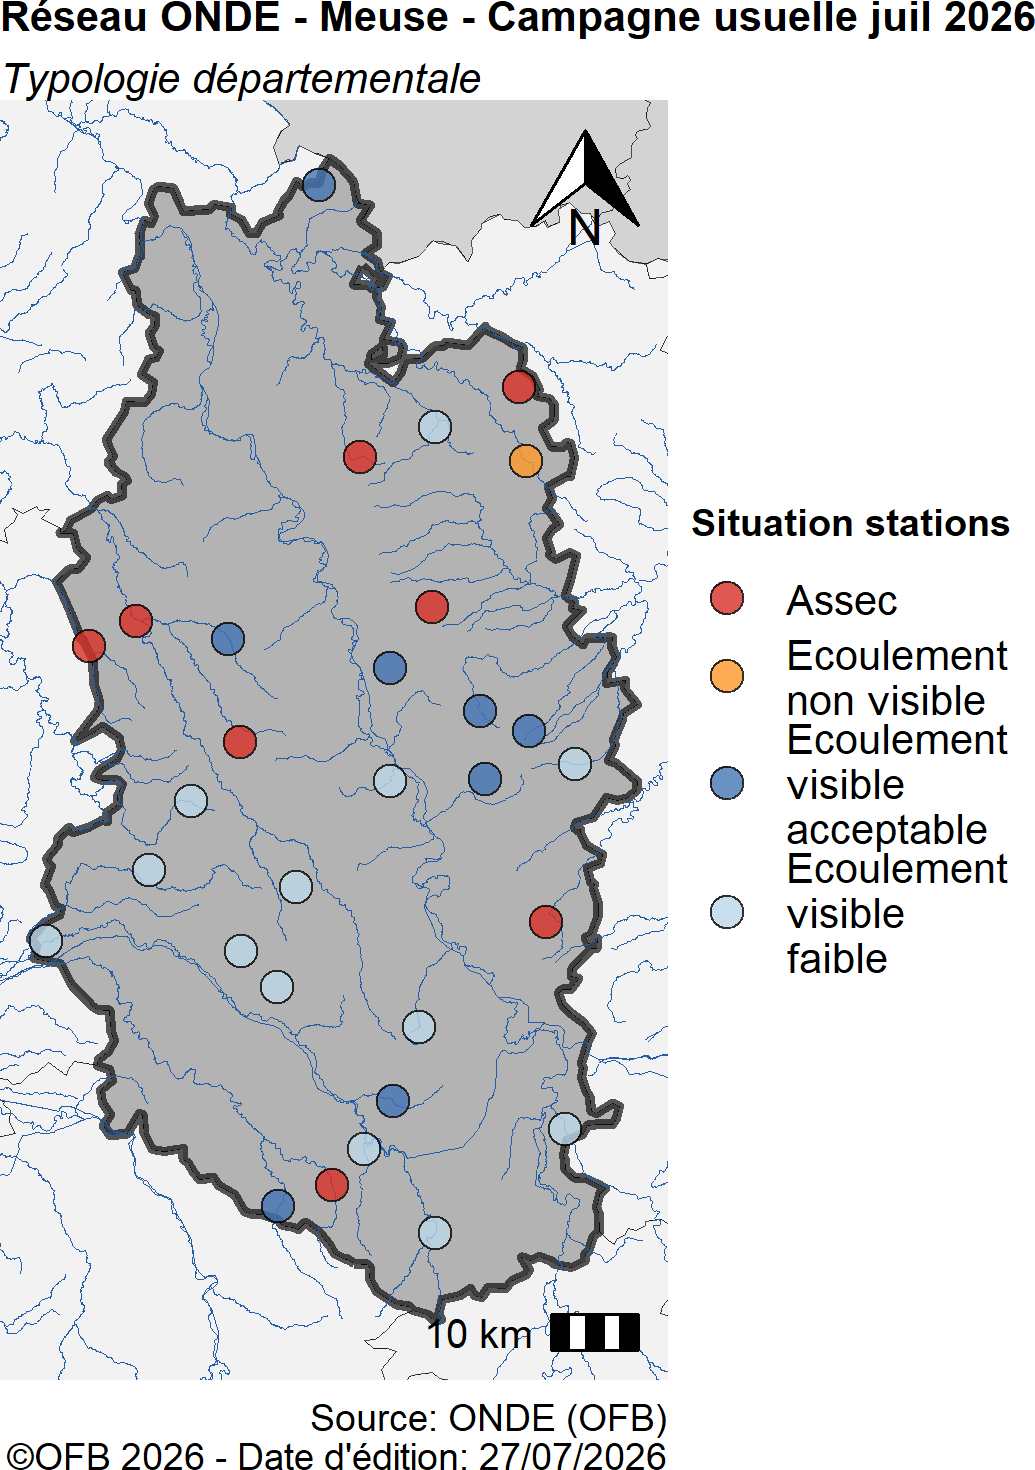 Réseau ONDE - Meuse - Campagne usuelle juil 2026
Typologie départementale
N
Situation stations
Assec
Ecoulement
non visible
Ecoulement
visible
acceptable
Ecoulement
visible
faible
10 km
Source: ONDE (OFB)
©OFB 2026 - Date d'édition: 27/07/2026